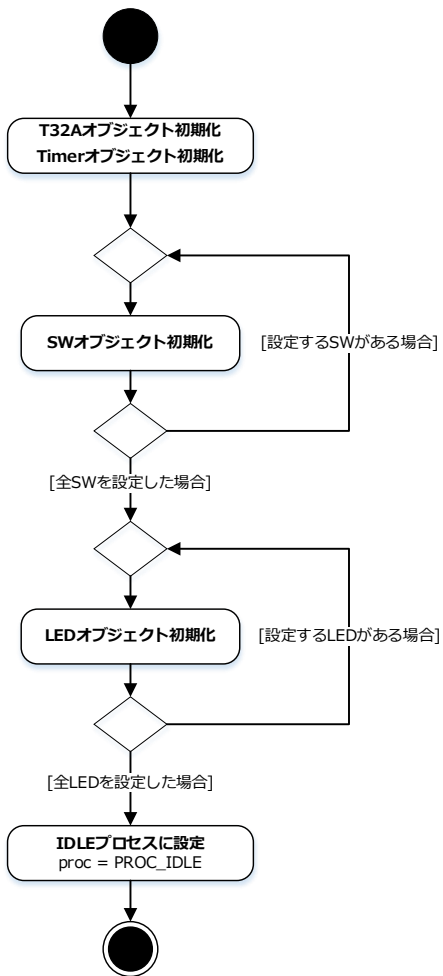 T32Aオブジェクト初期化
Timerオブジェクト初期化
SWオブジェクト初期化
[設定するSWがある場合]
[全SWを設定した場合]
LEDオブジェクト初期化
[設定するLEDがある場合]
[全LEDを設定した場合]
IDLEプロセスに設定
proc = PROC_IDLE